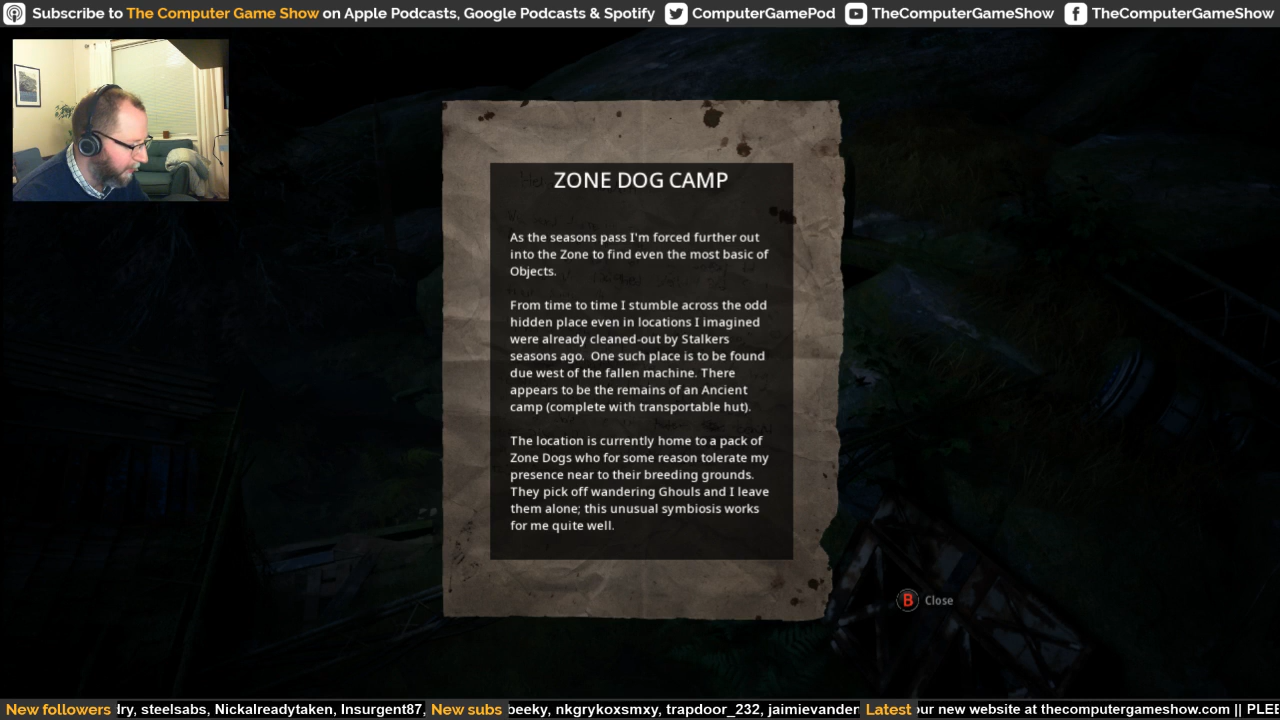 Subscribe to The Computer Game Show on Apple Podcasts, Google Podcasts & Spotify ComputerGamePod TheComputerGameShow TheComputerGameShow
ZONE DOG CAMP
As the seasons pass I'm forced further out
into the Zone to find even the most basic of
Objects.
From time to time I stumble across the odd
hidden place even in locations I imagined
were already cleaned-out by Stalkers
seasons ago. One such place is to be found
due west of the fallen machine. There
appears to be the remains of an Ancient
camp (complete with transportable hut).
The location is currently home to a pack of
Zone Dogs who for some reason tolerate my
presence near to their breeding grounds.
They pick off wandering Ghouls and I leave
them alone; this unusual symbiosis works
for me quite well.
B Close
New followers lry, steelsabs, Nickalreadytaken, Insurgent87, New subs beeky, nkgrykoxsmxy, trapdoor_232, jaimievander Latest our new website at thecomputergameshow.com || PLEE